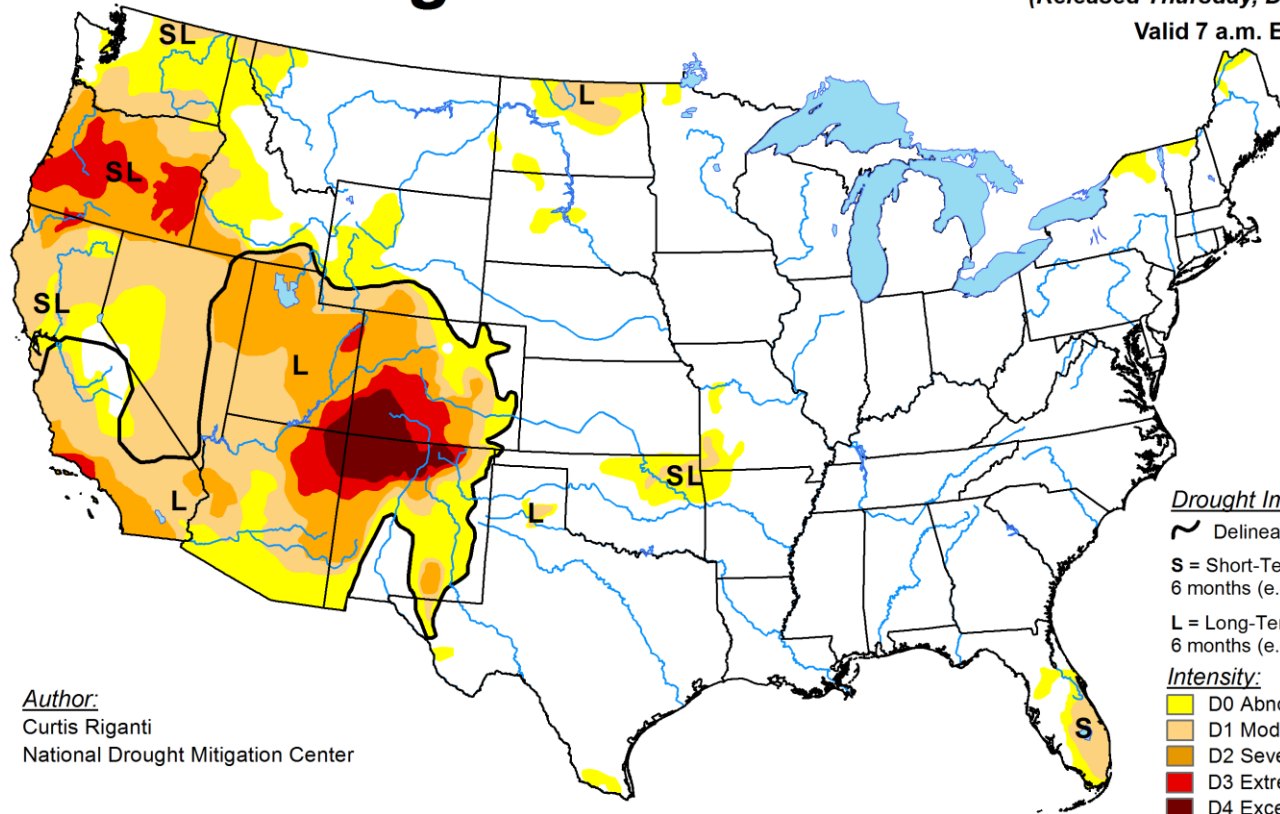 (Released Thursday, D
Valid 7 a.m. E
SL
L
SL
SL
L
L
SL
L
S
Author:
Curtis Riganti
National Drought Mitigation Center
Drought Im
Delinea
S = Short-Te
6 months (e.
L = Long-Ter
6 months (e.
Intensity:
D0 Abno
D1 Mod
D2 Seve
D3 Extre
D4 Exce